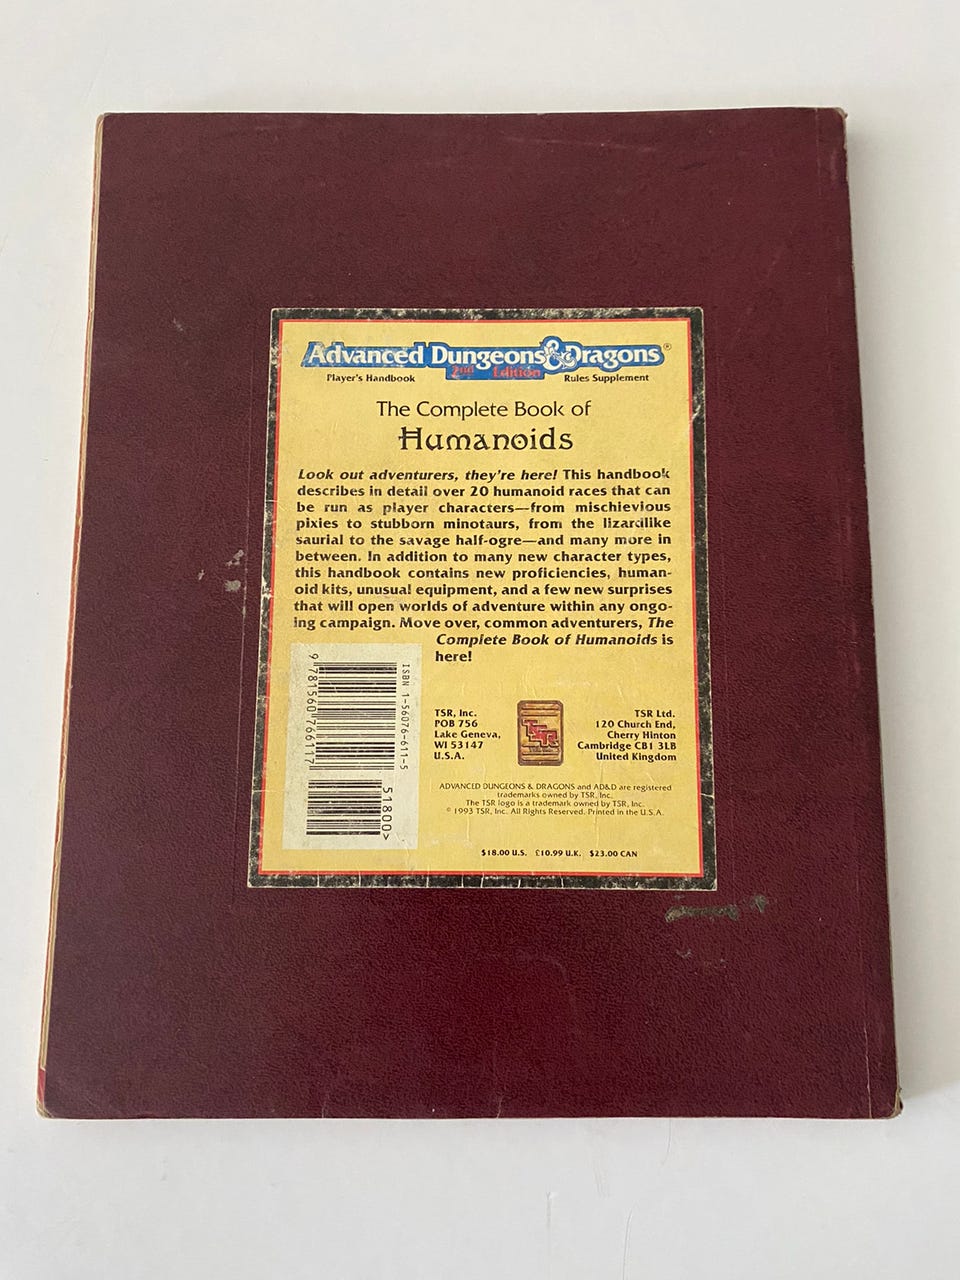 Advanced Dungeons & Dragons®
2nd Edition
Player's Handbook
Rules Supplement
The Complete Book of
Humanoids
Look out adventurers, they're here! This handbook
describes in detail over 20 humanoid races that can
be run as player characters—from mischievious
pixies to stubborn minotaurs, from the lizardlike
saurial to the savage half-ogre—and many more in
between. In addition to many new character types,
this handbook contains new proficiencies, human-
oid kits, unusual equipment, and a few new surprises
that will open worlds of adventure within any ongo-
ing campaign. Move over, common adventurers, The
Complete Book of Humanoids is
here!
ISBN 1-56076-611-5
9 781560 766117
51800>
TSR, Inc.
POB 756
Lake Geneva,
WI 53147
U.S.A.
TSR
TSR Ltd.
120 Church End,
Cherry Hinton
Cambridge CB1 3LB
United Kingdom
ADVANCED DUNGEONS & DRAGONS and AD&D are registered
trademarks owned by TSR, Inc.
The TSR logo is a trademark owned by TSR, Inc.
© 1993 TSR, Inc. All Rights Reserved. Printed in the U.S.A.
$18.00 U.S. £10.99 U.K. $23.00 CAN